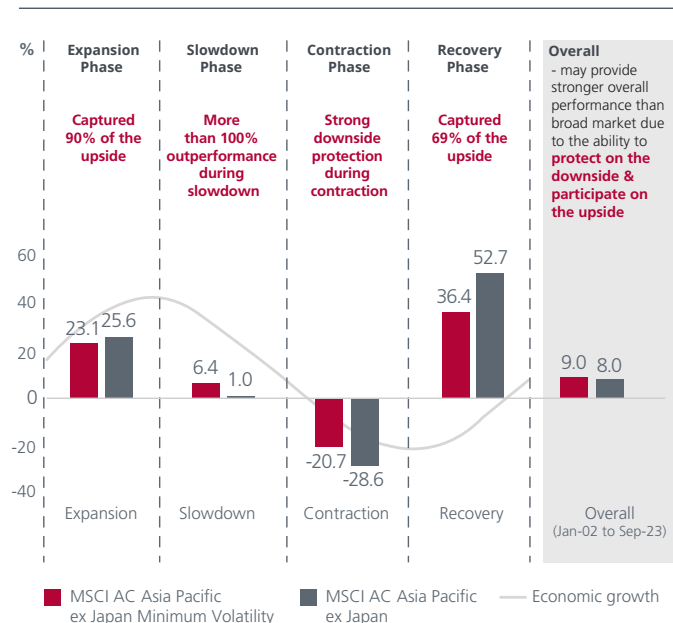 %
Expansion
Phase
Slowdown
Phase
Contraction
Phase
Recovery
Phase
Overall
- may provide
stronger overall
performance than
broad market due
to the ability to
protect on the
downside &
participate on
the upside
Captured
90% of the
upside
More
than 100%
outperformance
during
slowdown
Strong
downside
protection
during
contraction
Captured
69% of the
upside
60
40
20
0
-20
-40
23.1
25.6
6.4
1.0
-20.7
-28.6
36.4
52.7
9.0
8.0
Expansion
Slowdown
Contraction
Recovery
Overall
(Jan-02 to Sep-23)
MSCI AC Asia Pacific
ex Japan Minimum Volatility
MSCI AC Asia Pacific
ex Japan
Economic growth